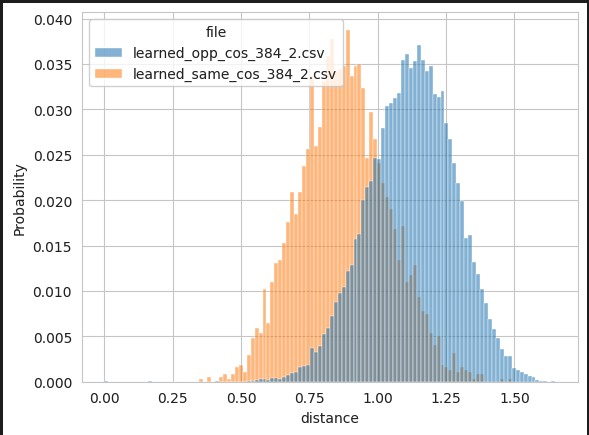 file
learned_opp_cos_384_2.csv
learned_same_cos_384_2.csv
0.040
0.035
0.030
0.025
0.020
0.015
0.010
0.005
0.000
Probability
0.00 0.25 0.50 0.75 1.00 1.25 1.50
distance